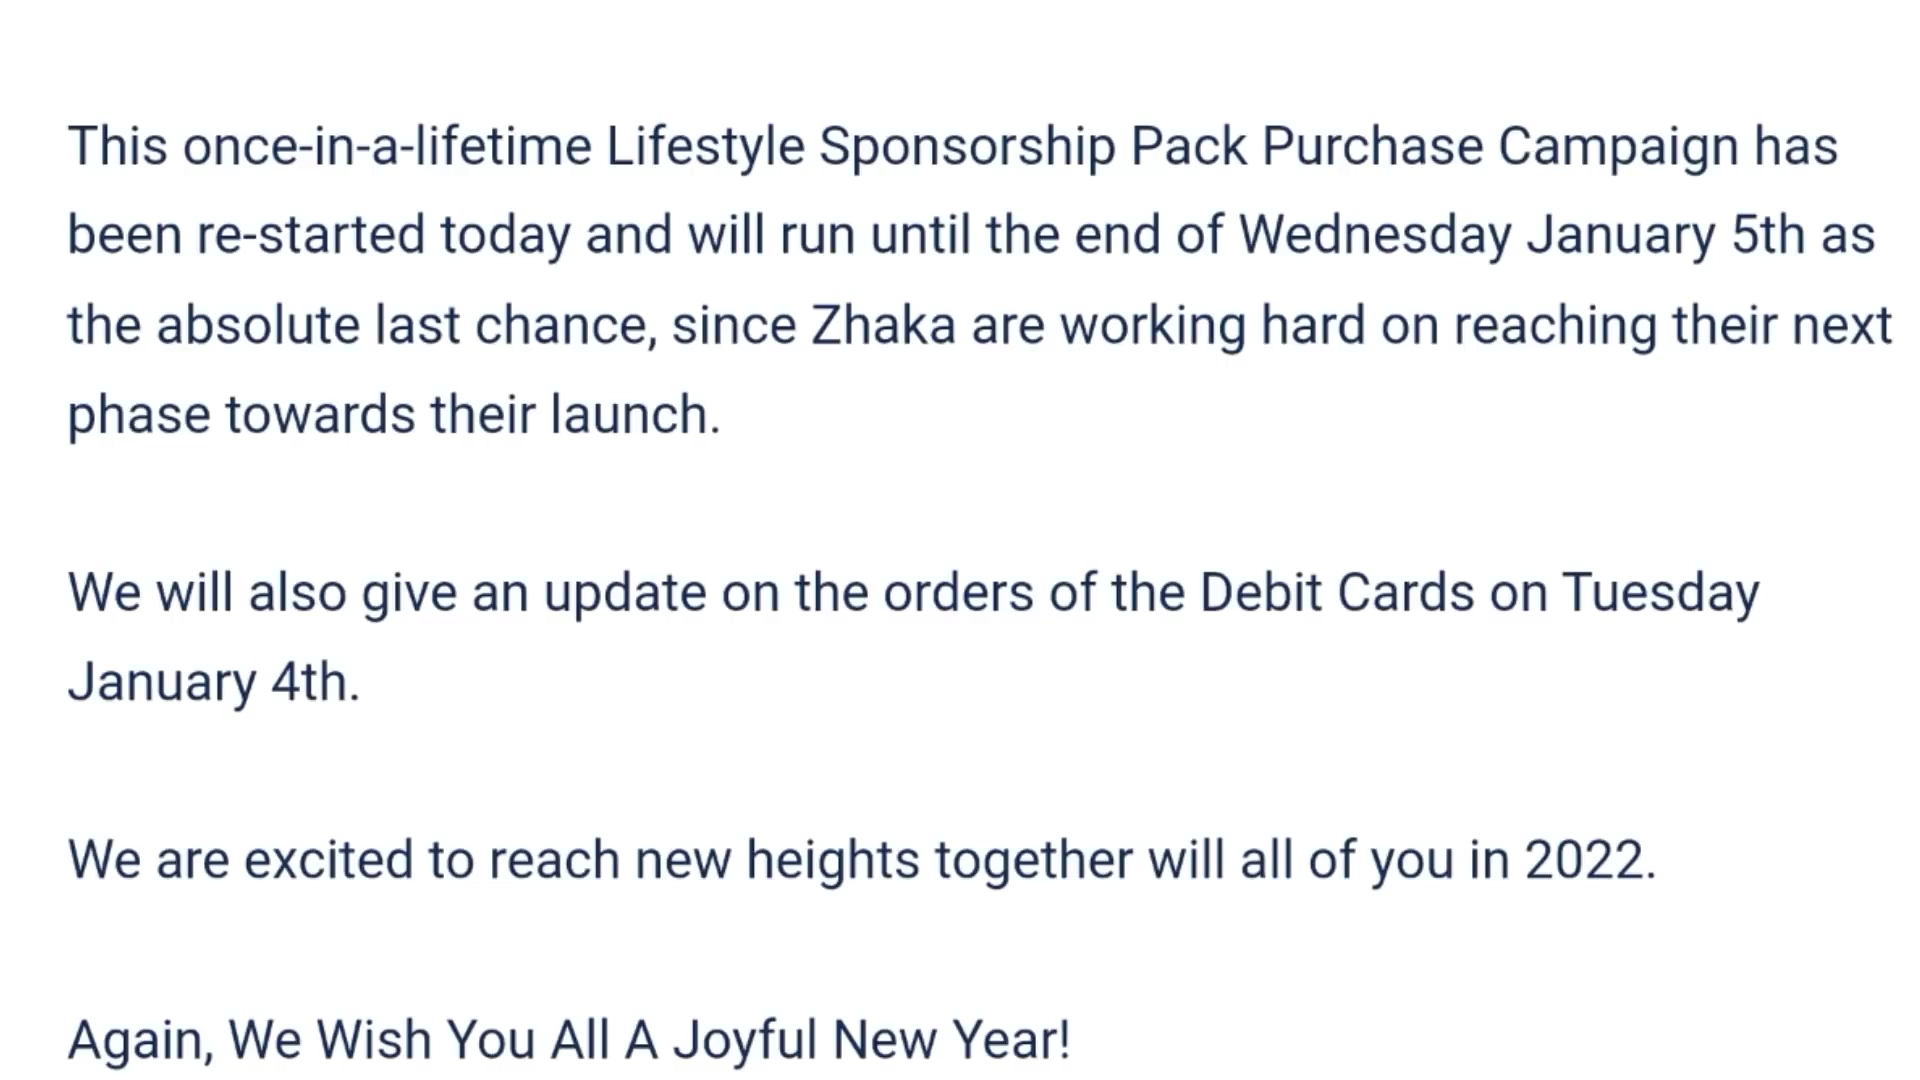 This once-in-a-lifetime Lifestyle Sponsorship Pack Purchase Campaign has
been re-started today and will run until the end of Wednesday January 5th as
the absolute last chance, since Zhaka are working hard on reaching their next
phase towards their launch.
We will also give an update on the orders of the Debit Cards on Tuesday
January 4th.
We are excited to reach new heights together will all of you in 2022.
Again, We Wish You All A Joyful New Year!